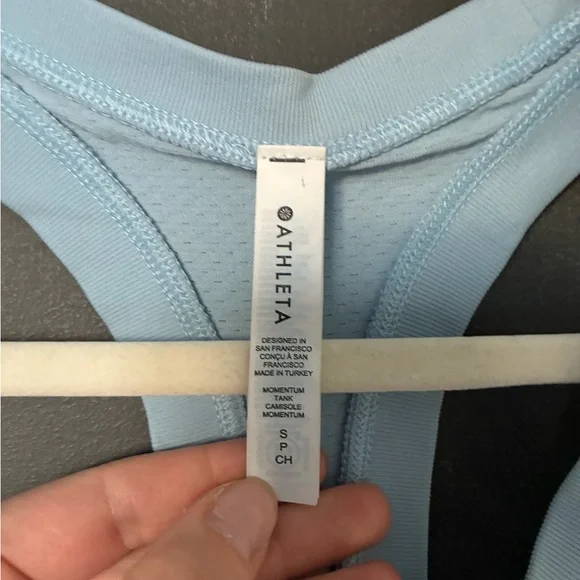 ATHLETA
DESIGNED IN
SAN FRANCISCO
CONÇU À SAN
FRANCISCO
MADE IN TURKEY
MOMENTUM
TANK
CAMISOLE
MOMENTUM
S
P
CH